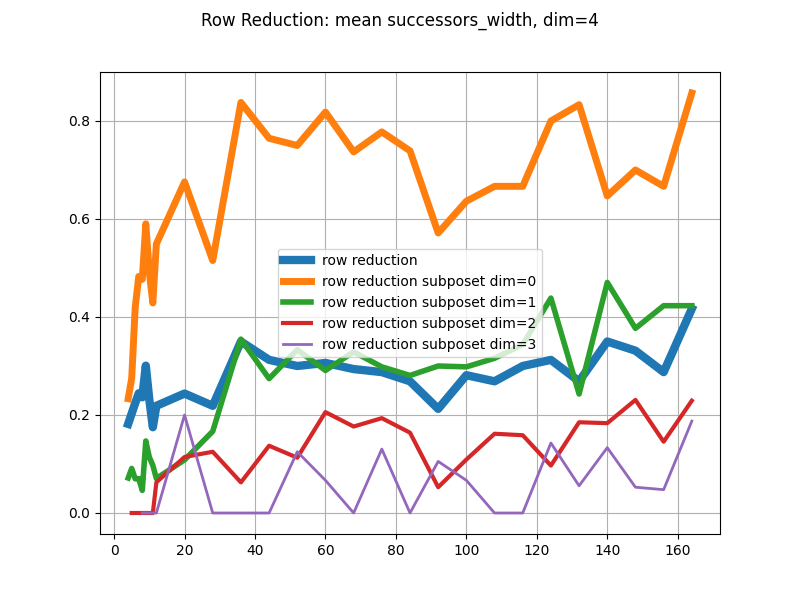 Row Reduction: mean successors_width, dim=4
0.8
0.6
0.4
0.2
0.0
row reduction
row reduction subposet dim=0
row reduction subposet dim=1
row reduction subposet dim=2
row reduction subposet dim=3
0 20 40 60 80 100 120 140 160